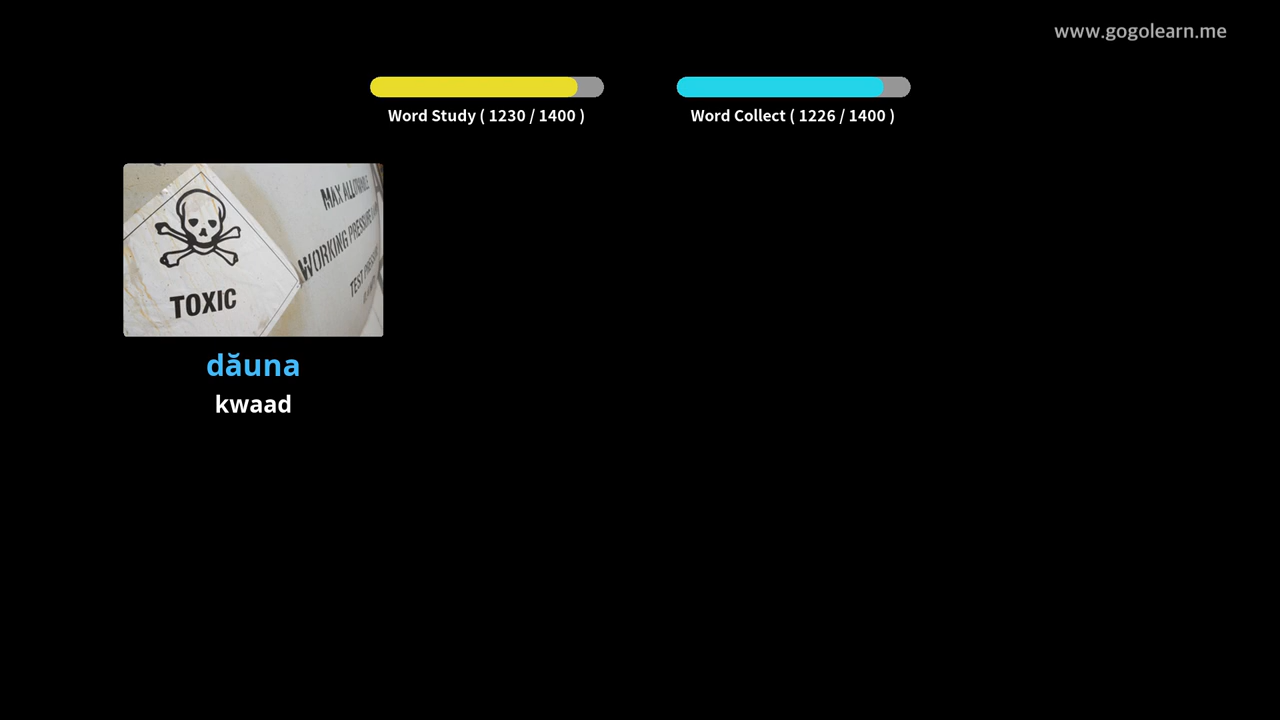 www.gogolearn.me
Word Study ( 1230 / 1400 )
Word Collect ( 1226 / 1400 )
MAX ALLOWABLE
WORKING PRESSURE
TEST
TOXIC
dăuna
kwaad